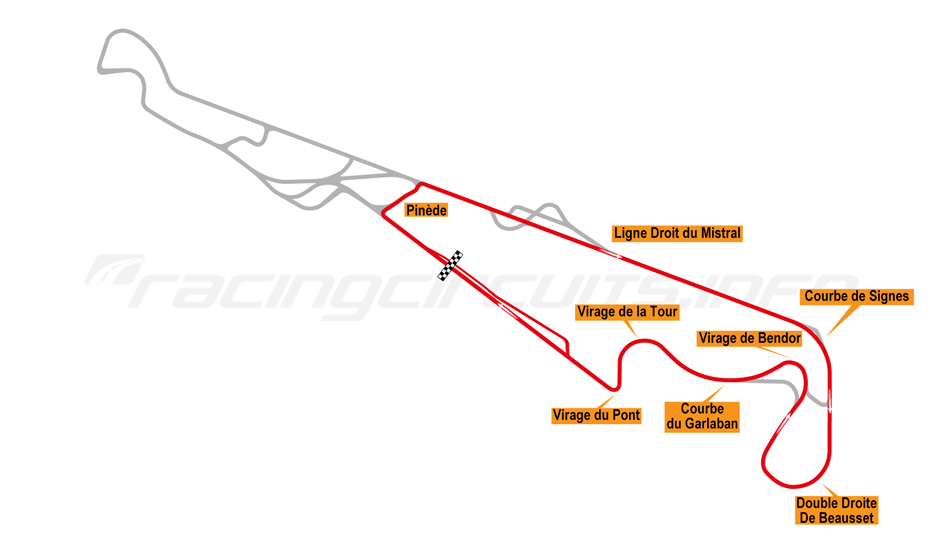 Pinède
Ligne Droit du Mistral
racingcircuits.info
Courbe de Signes
Virage de la Tour
Virage de Bendor
Virage du Pont
Courbe
du Garlaban
Double Droite
De Beausset